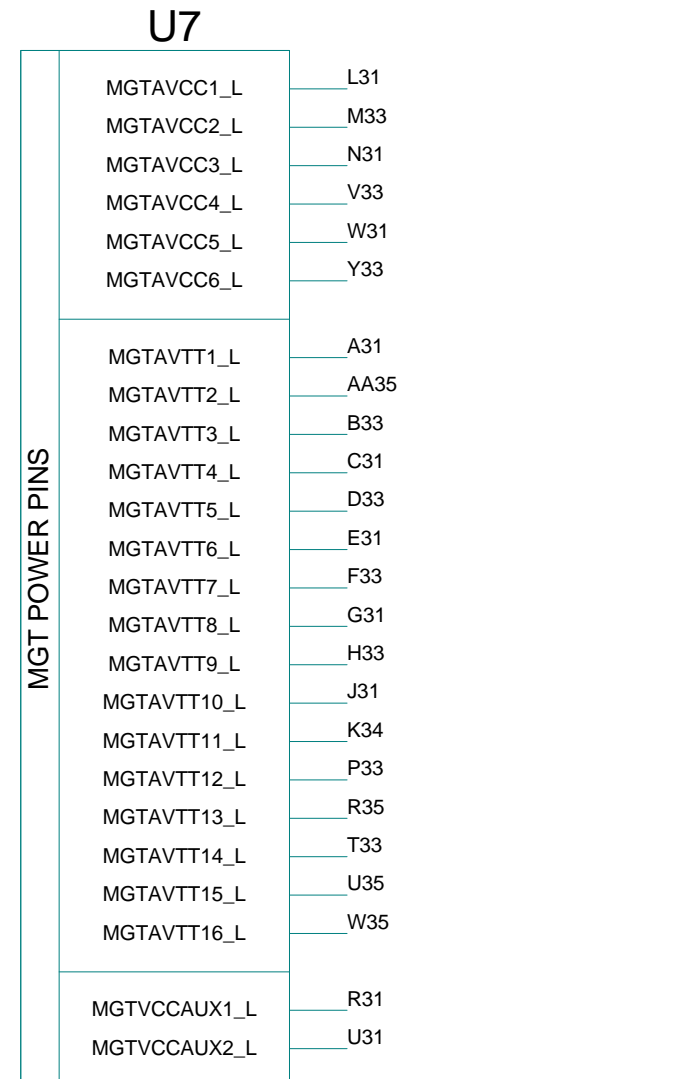 U7
MGT POWER PINS
MGTAVCC1_L L31
MGTAVCC2_L M33
MGTAVCC3_L N31
MGTAVCC4_L V33
MGTAVCC5_L W31
MGTAVCC6_L Y33
MGTAVTT1_L A31
MGTAVTT2_L AA35
MGTAVTT3_L B33
MGTAVTT4_L C31
MGTAVTT5_L D33
MGTAVTT6_L E31
MGTAVTT7_L F33
MGTAVTT8_L G31
MGTAVTT9_L H33
MGTAVTT10_L J31
MGTAVTT11_L K34
MGTAVTT12_L P33
MGTAVTT13_L R35
MGTAVTT14_L T33
MGTAVTT15_L U35
MGTAVTT16_L W35
MGTVCCAUX1_L R31
MGTVCCAUX2_L U31